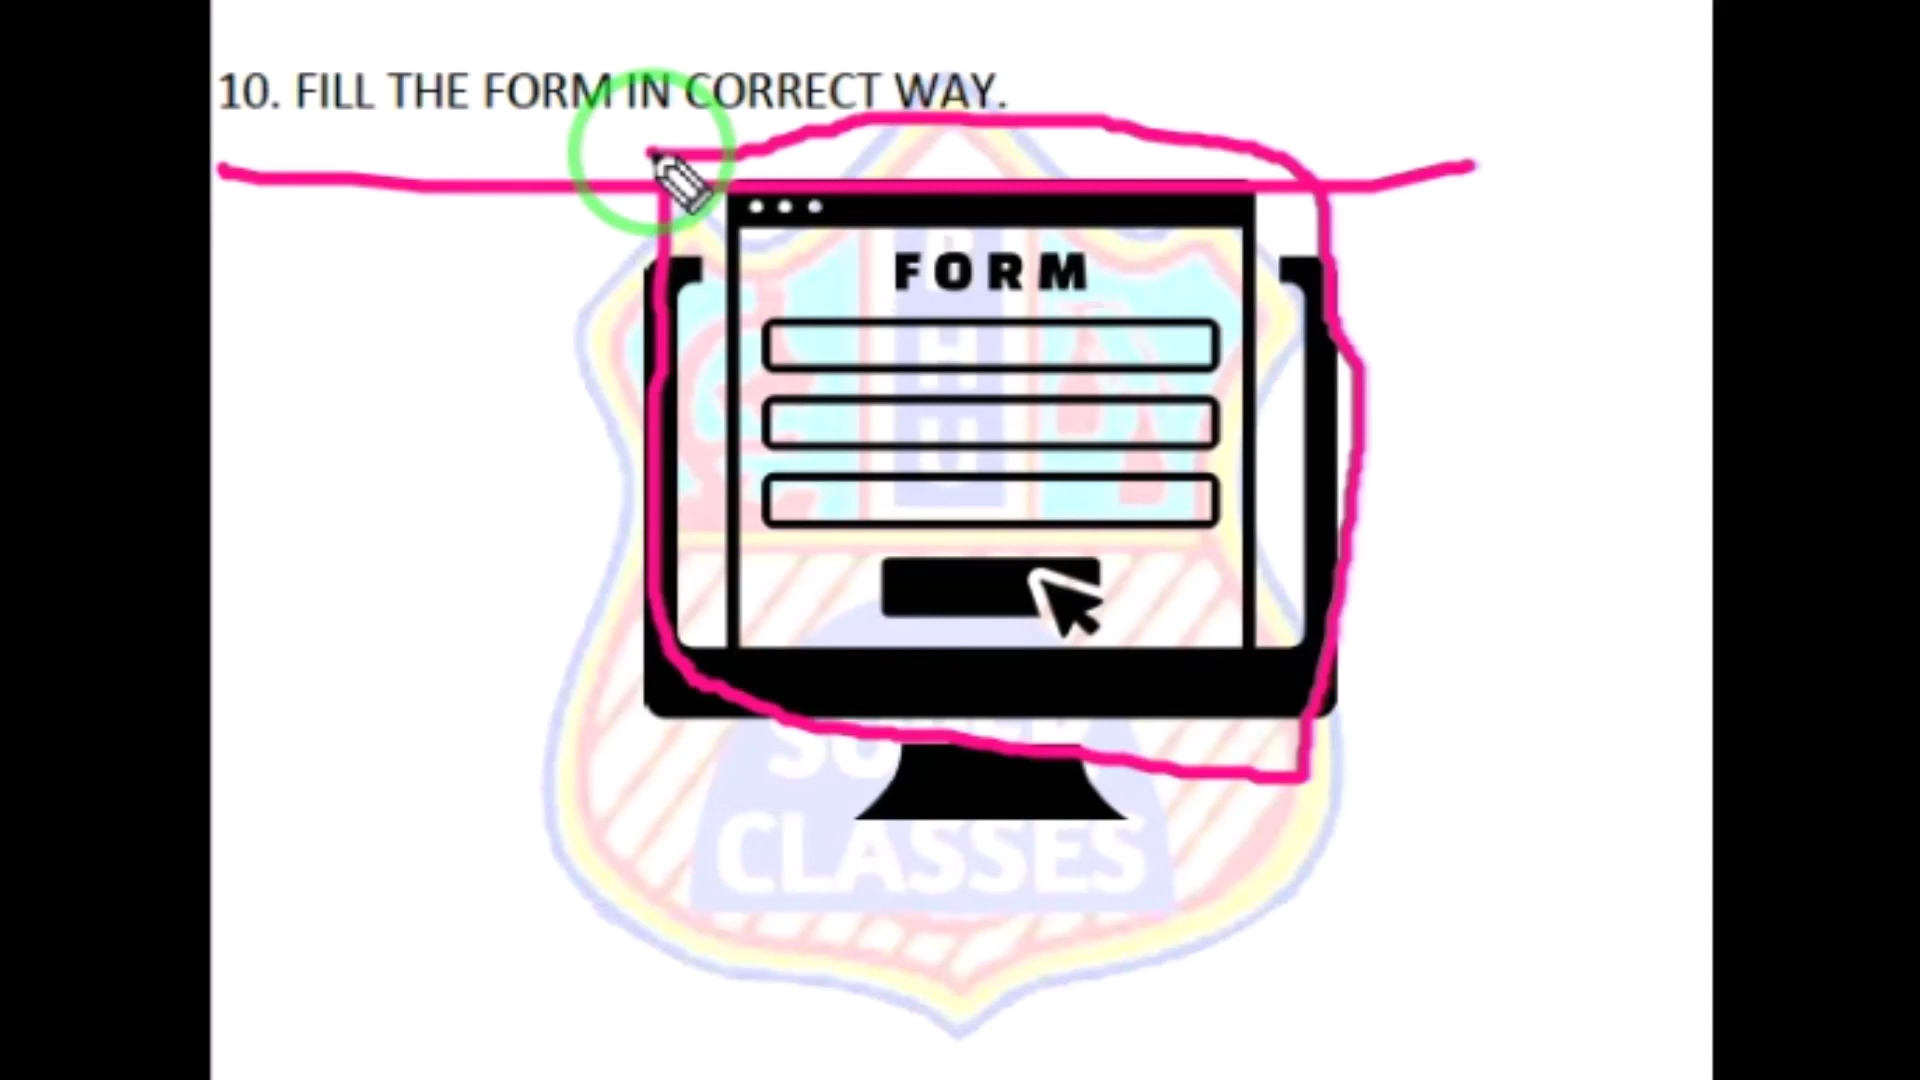 10. FILL THE FORM IN CORRECT WAY.
FORM
CLASSES